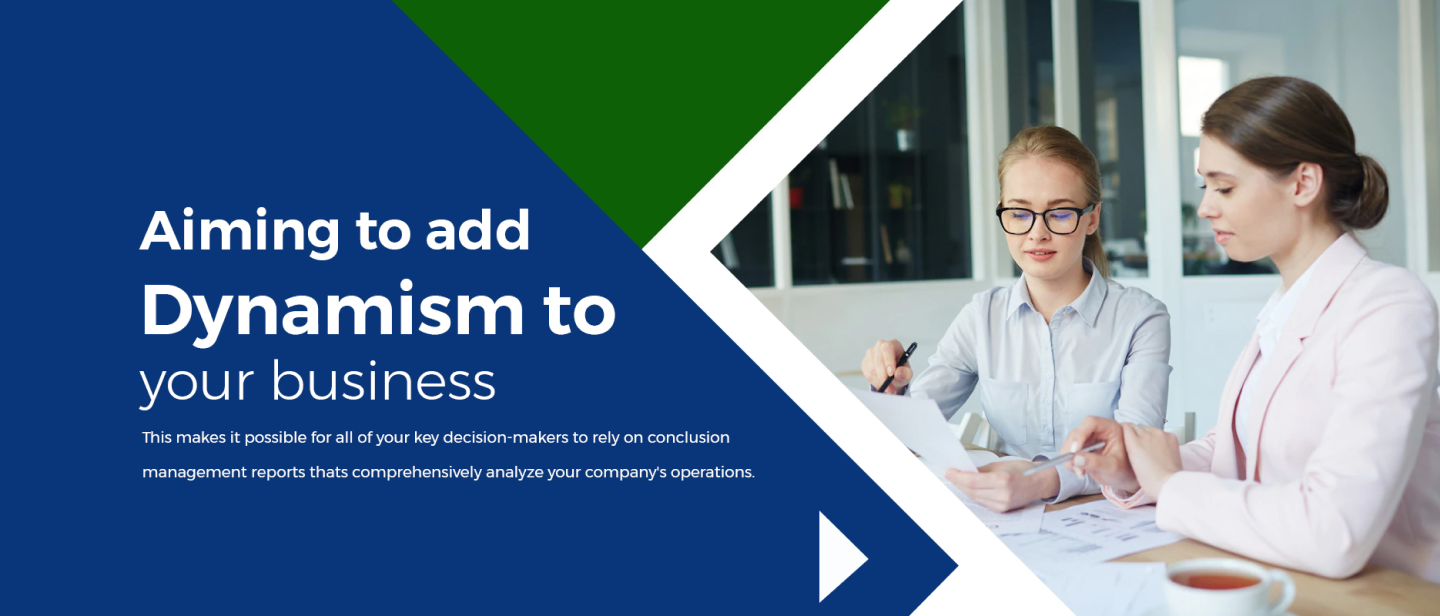 Aiming to add
Dynamism to
your business
This makes it possible for all of your key decision-makers to rely on conclusion
management reports thats comprehensively analyze your company's operations.